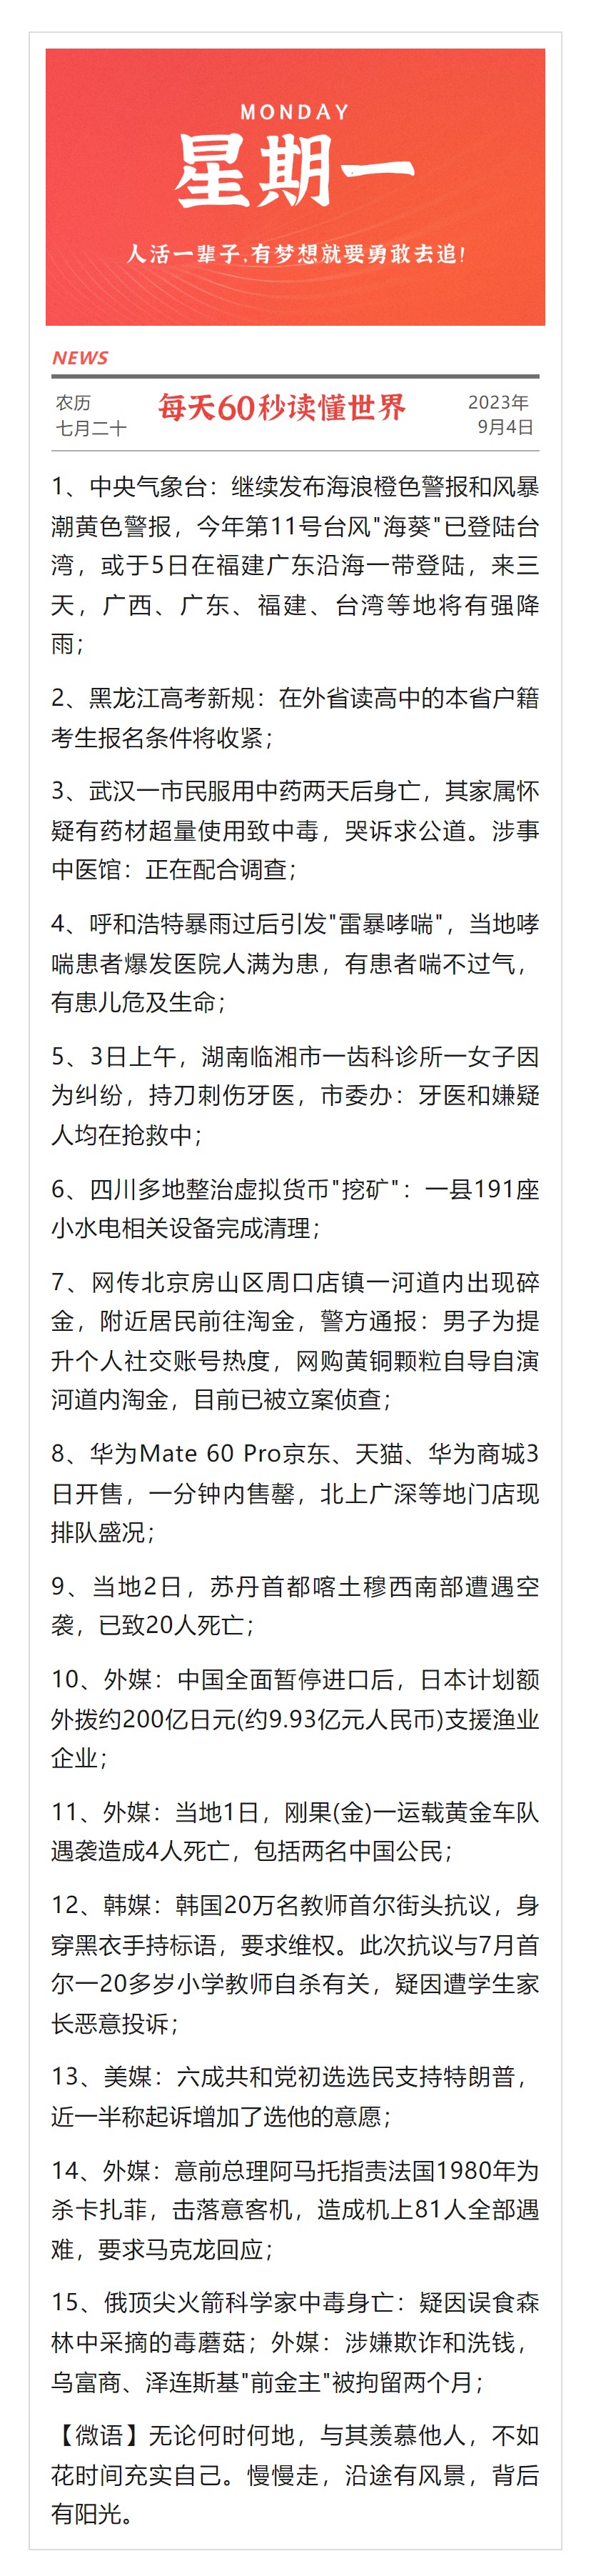 MONDAY
星期一
人活一辈子,有梦想就要勇敢去追!
NEWS
农历
七月二十
每天60秒读懂世界
2023年
9月4日
1、中央气象台：继续发布海浪橙色警报和风暴
潮黄色警报，今年第11号台风"海葵"已登陆台
湾，或于5日在福建广东沿海一带登陆，来三
天，广西、广东、福建、台湾等地将有强降
雨；
2、黑龙江高考新规：在外省读高中的本省户籍
考生报名条件将收紧；
3、武汉一市民服用中药两天后身亡，其家属怀
疑有药材超量使用致中毒，哭诉求公道。涉事
中医馆：正在配合调查；
4、呼和浩特暴雨过后引发"雷暴哮喘"，当地哮
喘患者爆发医院人满为患，有患者喘不过气，
有患儿危及生命；
5、3日上午，湖南临湘市一齿科诊所一女子因
为纠纷，持刀刺伤牙医，市委办：牙医和嫌疑
人均在抢救中；
6、四川多地整治虚拟货币"挖矿"：一县191座
小水电相关设备完成清理；
7、网传北京房山区周口店镇一河道内出现碎
金，附近居民前往淘金，警方通报：男子为提
升个人社交账号热度，网购黄铜颗粒自导自演
河道内淘金，目前已被立案侦查；
8、华为Mate 60 Pro京东、天猫、华为商城3
日开售，一分钟内售罄，北上广深等地门店现
排队盛况；
9、当地2日，苏丹首都喀土穆西南部遭遇空
袭，已致20人死亡；
10、外媒：中国全面暂停进口后，日本计划额
外拨约200亿日元(约9.93亿元人民币)支援渔业
企业；
11、外媒：当地1日，刚果(金)一运载黄金车队
遇袭造成4人死亡，包括两名中国公民；
12、韩媒：韩国20万名教师首尔街头抗议，身
穿黑衣手持标语，要求维权。此次抗议与7月首
尔一20多岁小学教师自杀有关，疑因遭学生家
长恶意投诉；
13、美媒：六成共和党初选选民支持特朗普，
近一半称起诉增加了选他的意愿；
14、外媒：意前总理阿马托指责法国1980年为
杀卡扎菲，击落意客机，造成机上81人全部遇
难，要求马克龙回应；
15、俄顶尖火箭科学家中毒身亡：疑因误食森
林中采摘的毒蘑菇；外媒：涉嫌欺诈和洗钱，
乌富商、泽连斯基"前金主"被拘留两个月；
【微语】无论何时何地，与其羡慕他人，不如
花时间充实自己。慢慢走，沿途有风景，背后
有阳光。